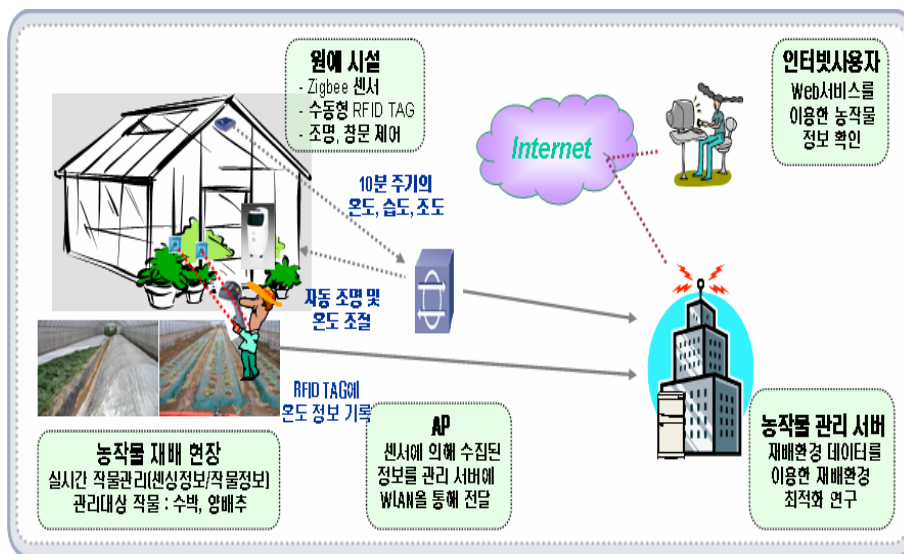 원예 시설
- Zigbee 센서
- 수동형 RFID TAG
- 조명, 창문 제어
인터넷사용자
Web서비스를
이용한 농작물
정보 확인
Internet
10분 주기의
온도, 습도, 조도
자동 조명 및
온도 조절
RFID TAG에
온도 정보 기록
농작물 재배 현장
실시간 작물관리(센싱정보/작물정보)
관리대상 작물 : 수박, 양배추
AP
센서에 의해 수집된
정보를 관리 서버에
WLAN을 통해 전달
농작물 관리 서버
재배환경 데이터를
이용한 재배환경
최적화 연구